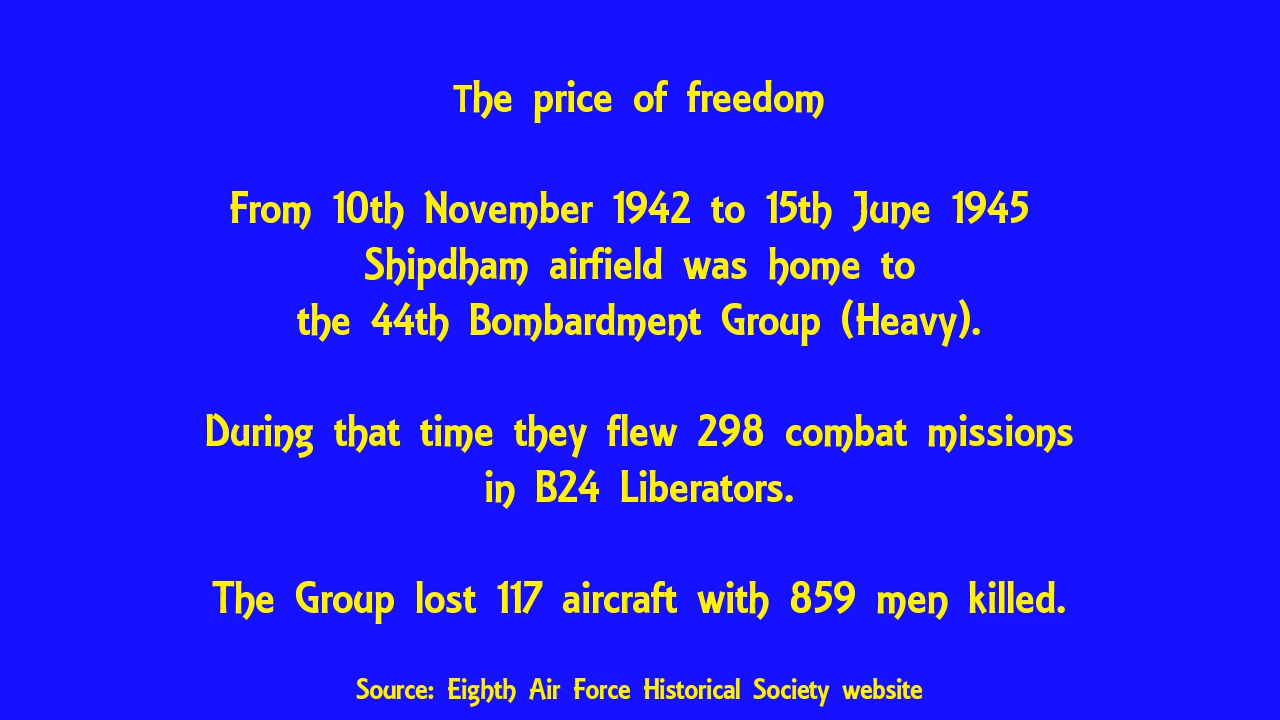 The price of freedom
From 10th November 1942 to 15th June 1945
Shipdham airfield was home to
the 44th Bombardment Group (Heavy).
During that time they flew 298 combat missions
in B24 Liberators.
The Group lost 117 aircraft with 859 men killed.
Source: Eighth Air Force Historical Society website